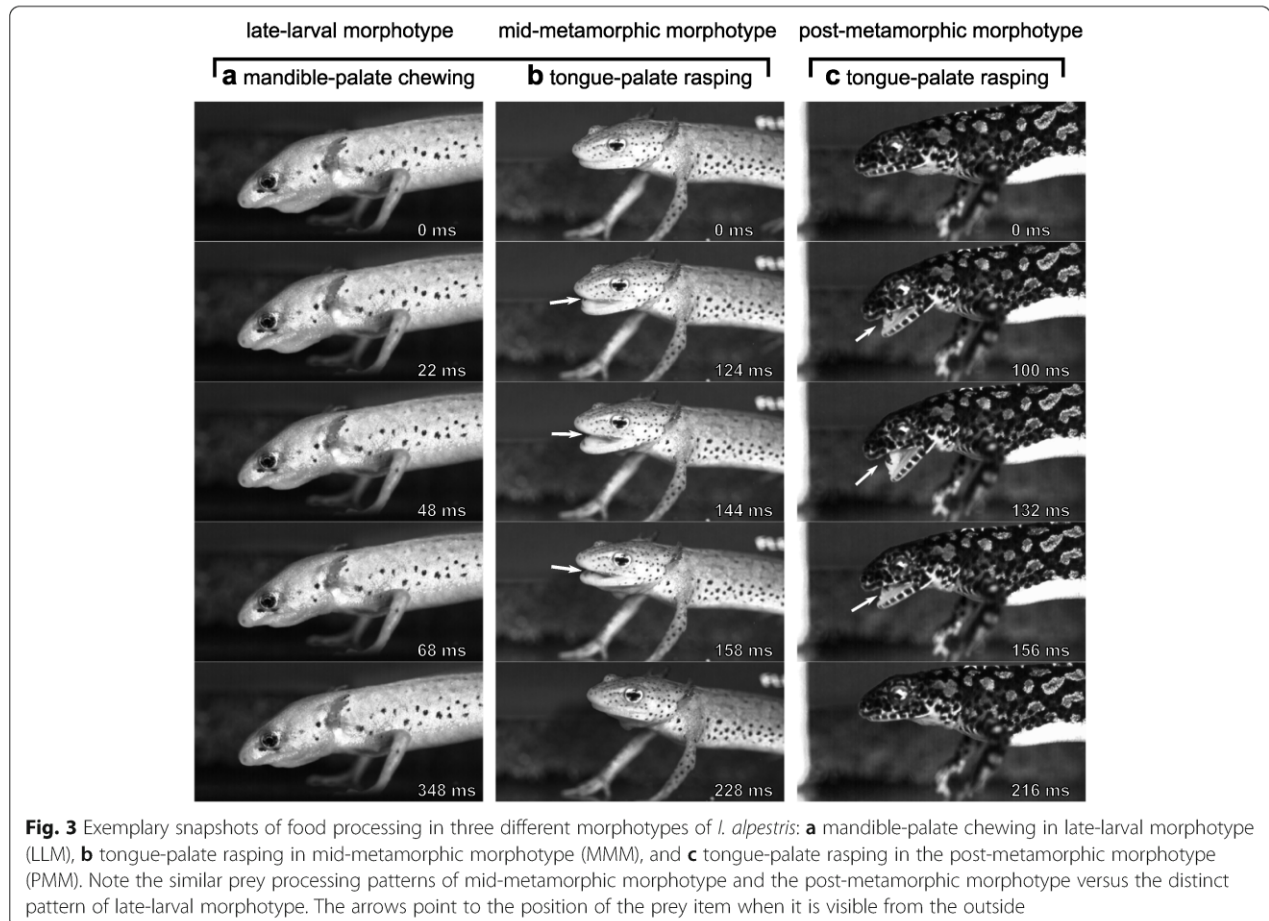 late-larval morphotype mid-metamorphic morphotype post-metamorphic morphotype
a mandible-palate chewing b tongue-palate rasping c tongue-palate rasping
0 ms 0 ms 0 ms
22 ms 124 ms 100 ms
48 ms 144 ms 132 ms
68 ms 158 ms 156 ms
348 ms 228 ms 216 ms
Fig. 3 Exemplary snapshots of food processing in three different morphotypes of I. alpestris: a mandible-palate chewing in late-larval morphotype
(LLM), b tongue-palate rasping in mid-metamorphic morphotype (MMM), and c tongue-palate rasping in the post-metamorphic morphotype
(PMM). Note the similar prey processing patterns of mid-metamorphic morphotype and the post-metamorphic morphotype versus the distinct
pattern of late-larval morphotype. The arrows point to the position of the prey item when it is visible from the outside